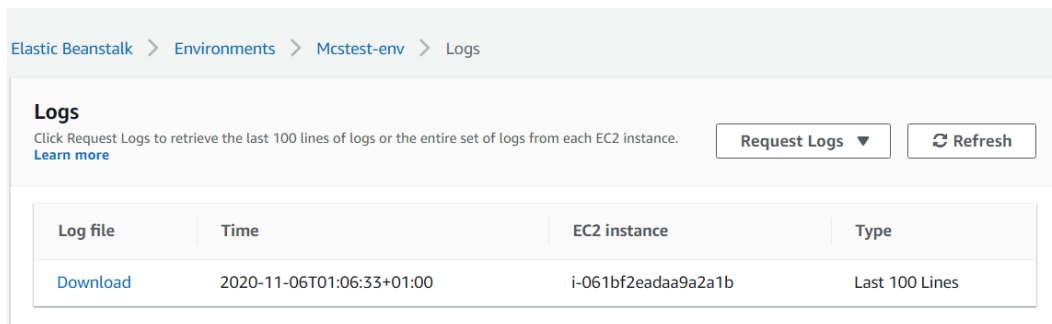 Elastic Beanstalk > Environments > Mcstest-env > Logs
Logs
Click Request Logs to retrieve the last 100 lines of logs or the entire set of logs from each EC2 instance.
Learn more
Request Logs ▼
Refresh
Log file Time EC2 instance Type
Download 2020-11-06T01:06:33+01:00 i-061bf2eadaa9a2a1b Last 100 Lines